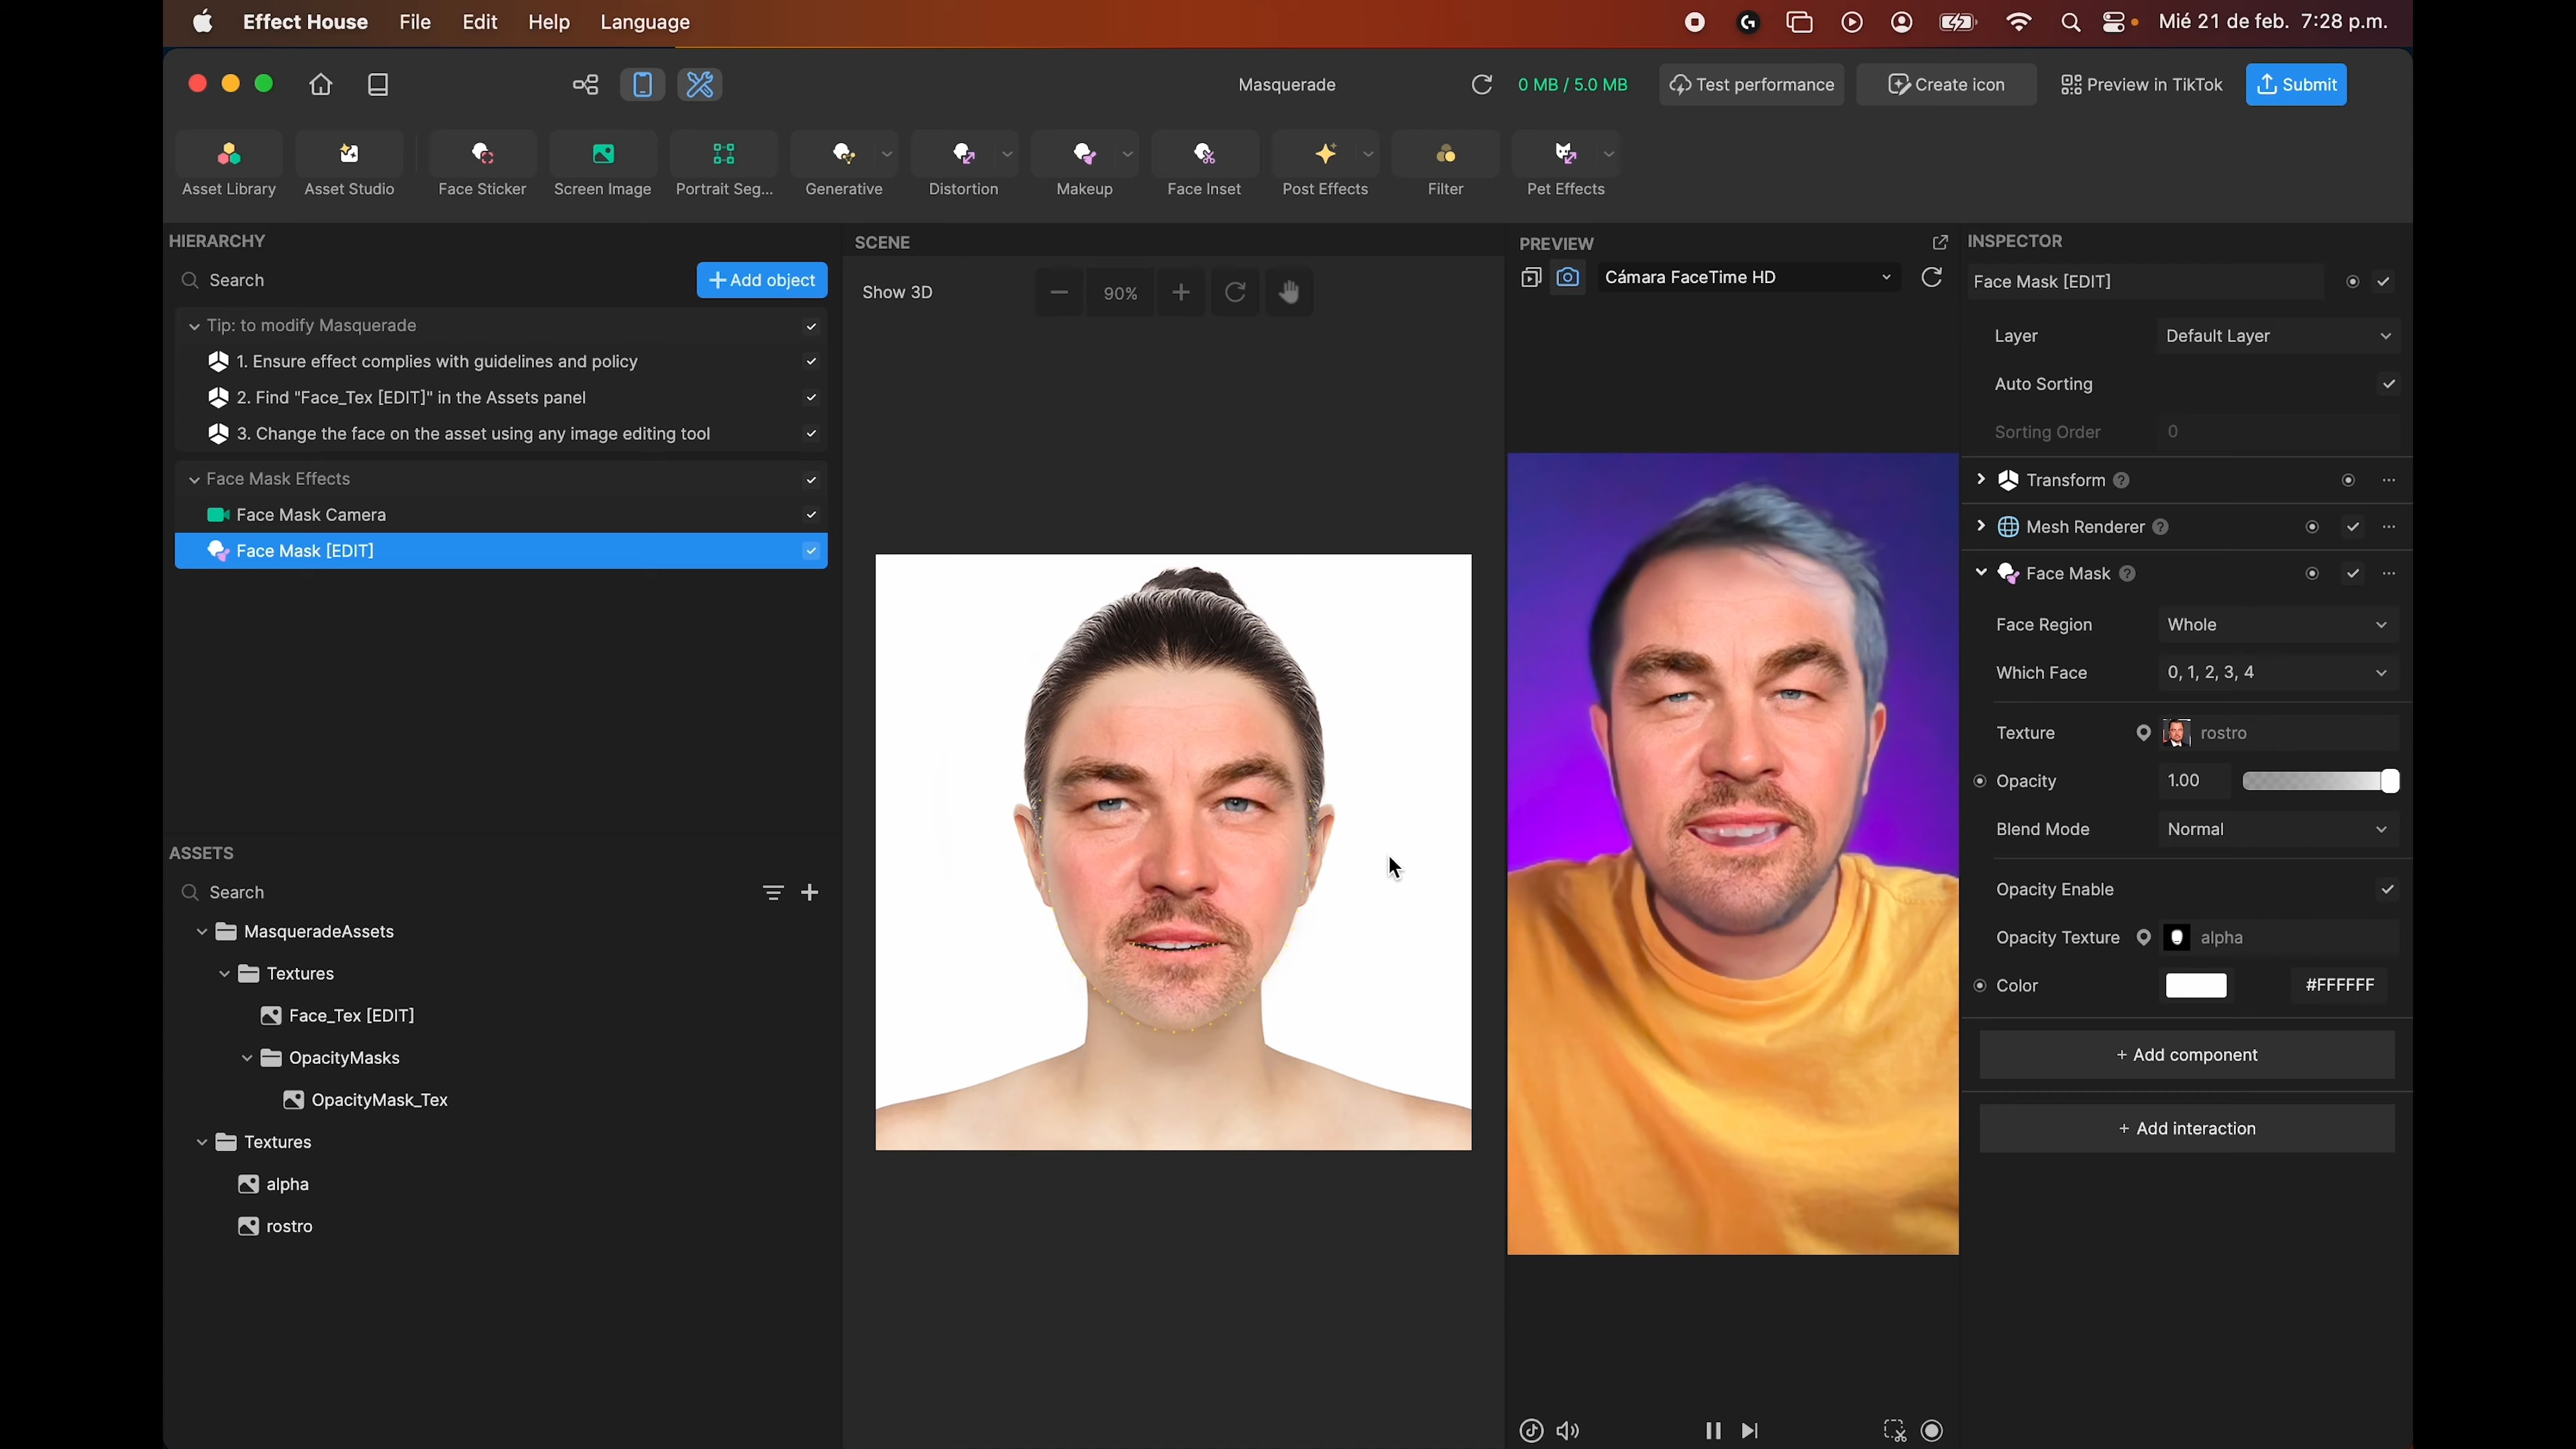 Effect House File Edit Help Language
Mié 21 de feb. 7:28 p.m.
Masquerade
0 MB / 5.0 MB
Test performance
Create icon
Preview in TikTok
Submit
Asset Library
Asset Studio
Face Sticker
Screen Image
Portrait Seg...
Generative
Distortion
Makeup
Face Inset
Post Effects
Filter
Pet Effects
HIERARCHY
Search
+ Add object
Tip: to modify Masquerade
1. Ensure effect complies with guidelines and policy
2. Find "Face_Tex [EDIT]" in the Assets panel
3. Change the face on the asset using any image editing tool
Face Mask Effects
Face Mask Camera
Face Mask [EDIT]
ASSETS
Search
MasqueradeAssets
Textures
Face_Tex [EDIT]
OpacityMasks
OpacityMask_Tex
Textures
alpha
rostro
SCENE
Show 3D
90%
PREVIEW
Cámara FaceTime HD
INSPECTOR
Face Mask [EDIT]
Layer Default Layer
Auto Sorting
Sorting Order 0
Transform
Mesh Renderer
Face Mask
Face Region Whole
Which Face 0, 1, 2, 3, 4
Texture rostro
Opacity 1.00
Blend Mode Normal
Opacity Enable
Opacity Texture alpha
Color #FFFFFF
+ Add component
+ Add interaction